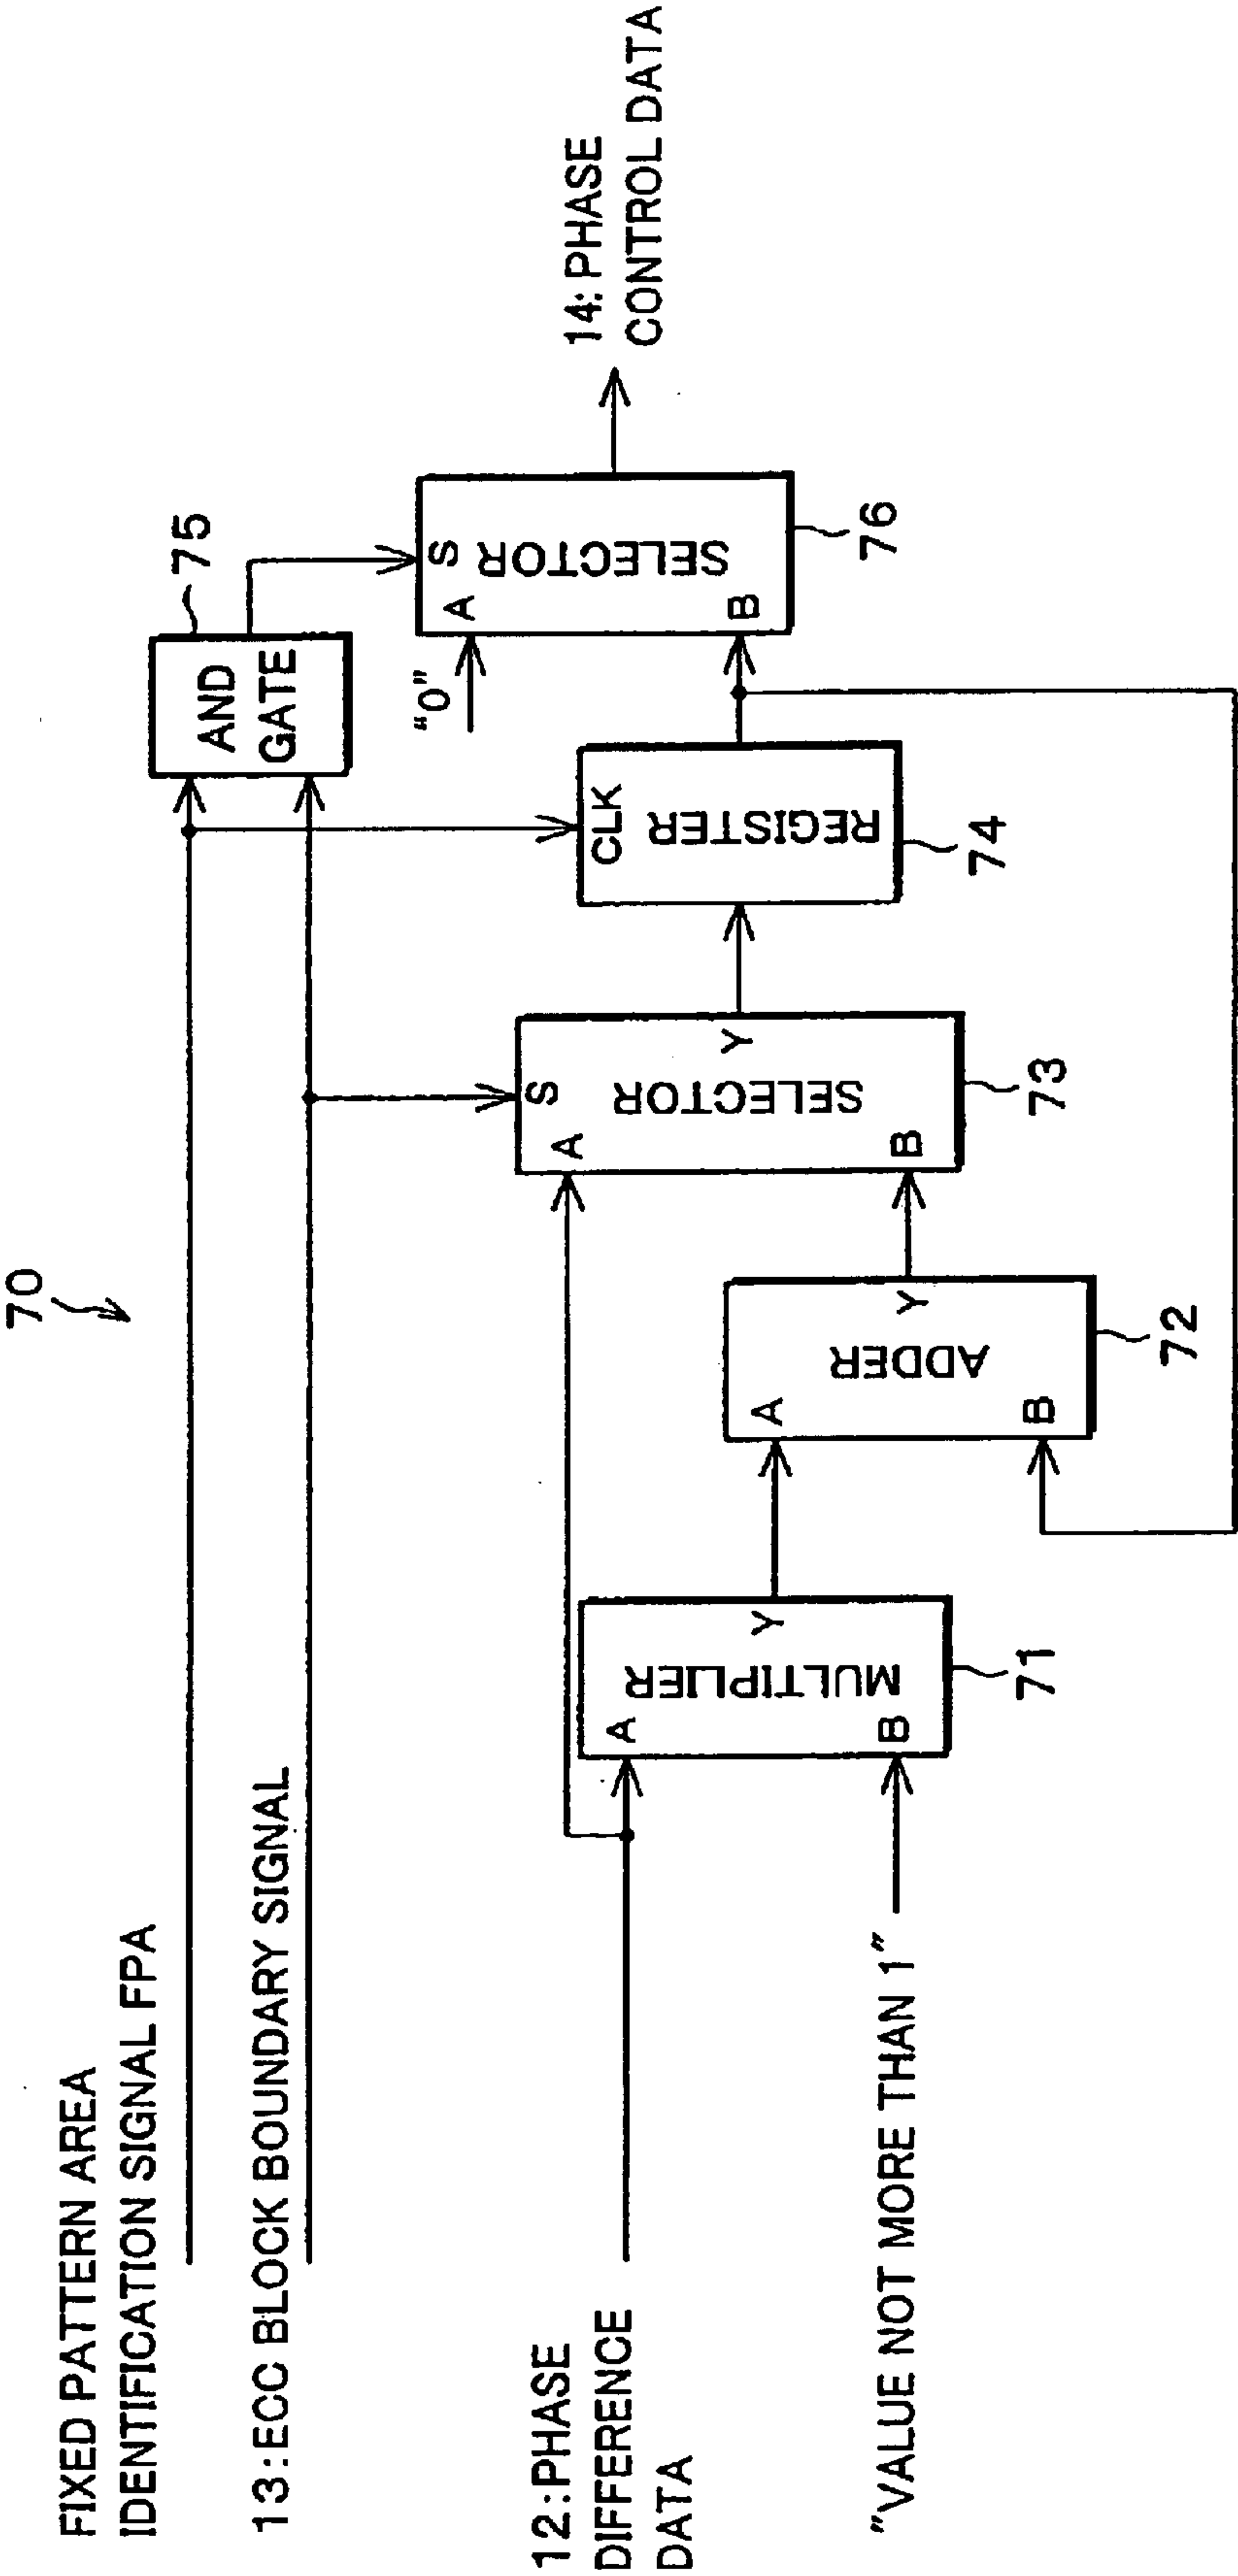 70
FIXED PATTERN AREA
IDENTIFICATION SIGNAL FPA
13:ECC BLOCK BOUNDARY SIGNAL
12:PHASE
DIFFERENCE
DATA
"VALUE NOT MORE THAN 1"
A
B
Y
MULTIPLIER
71
A
B
Y
ADDER
72
S
A
B
Y
SELECTOR
73
CLK
REGISTER
74
AND
GATE
75
"0"
S
A
B
SELECTOR
76
14:PHASE
CONTROL DATA